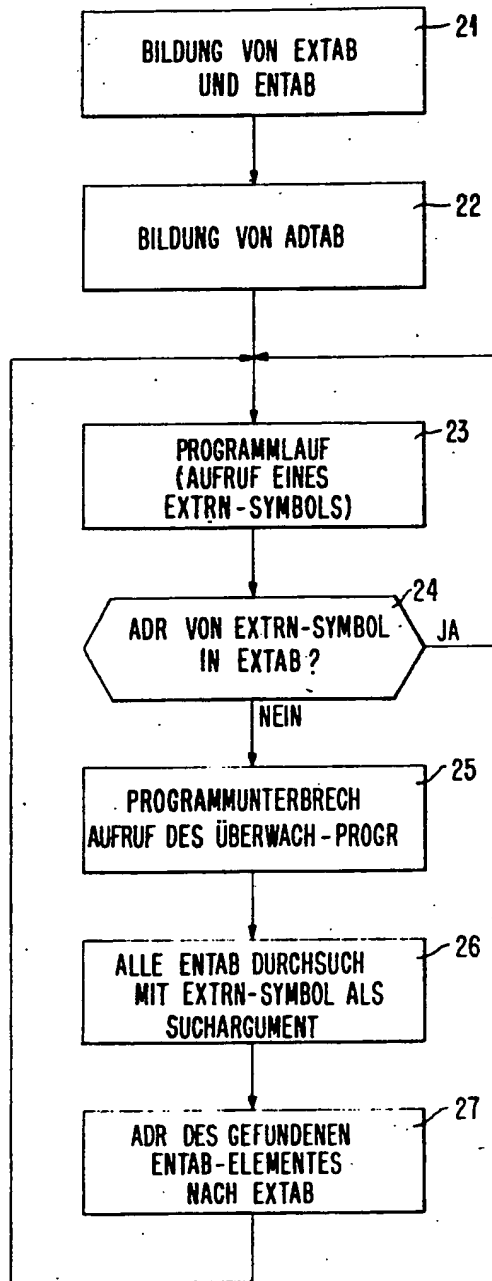 21
BILDUNG VON EXTAB
UND ENTAB
22
BILDUNG VON ADTAB
23
PROGRAMMLAUF
(AUFRUF EINES
EXTRN-SYMBOLS)
24
ADR VON EXTRN-SYMBOL
IN EXTAB?
JA
NEIN
25
PROGRAMMUNTERBRECH
AUFRUF DES ÜBERWACH-PROGR
26
ALLE ENTAB DURCHSUCH
MIT EXTRN-SYMBOL ALS
SUCHARGUMENT
27
ADR DES GEFUNDENEN
ENTAB-ELEMENTES
NACH EXTAB